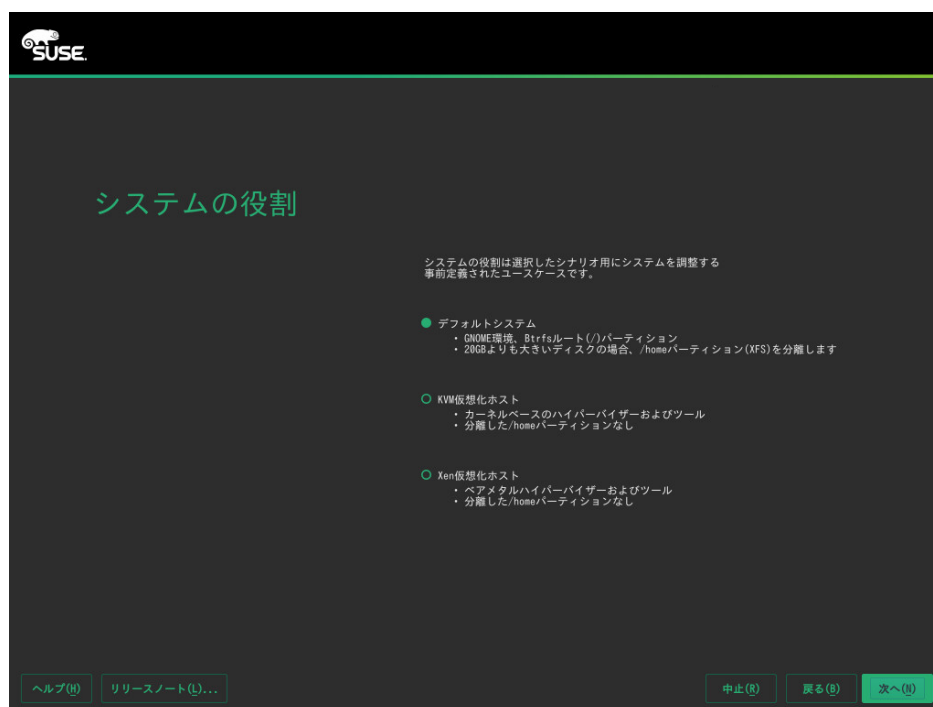 SUSE.
システムの役割
システムの役割は選択したシナリオ用にシステムを調整する
事前定義されたユースケースです。
デフォルトシステム
・ GNOME環境、Btrfsルート(/)パーティション
・ 20GBよりも大きいディスクの場合、/homeパーティション(XFS)を分離します
KVM仮想化ホスト
・ カーネルベースのハイパーバイザーおよびツール
・ 分離した/homeパーティションなし
Xen仮想化ホスト
・ ベアメタルハイパーバイザーおよびツール
・ 分離した/homeパーティションなし
ヘルプ(H) リリースノート(L)... 中止(R) 戻る(B) 次へ(N)